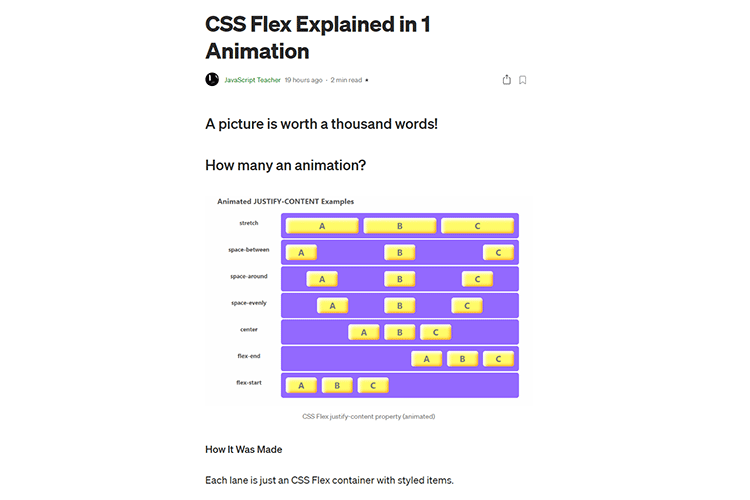 CSS Flex Explained in 1
Animation
JavaScript Teacher 19 hours ago · 2 min read
A picture is worth a thousand words!
How many an animation?
Animated JUSTIFY-CONTENT Examples
stretch A B C
space-between A B C
space-around A B C
space-evenly A B C
center A B C
flex-end A B C
flex-start A B C
CSS Flex justify-content property (animated)
How It Was Made
Each lane is just an CSS Flex container with styled items.